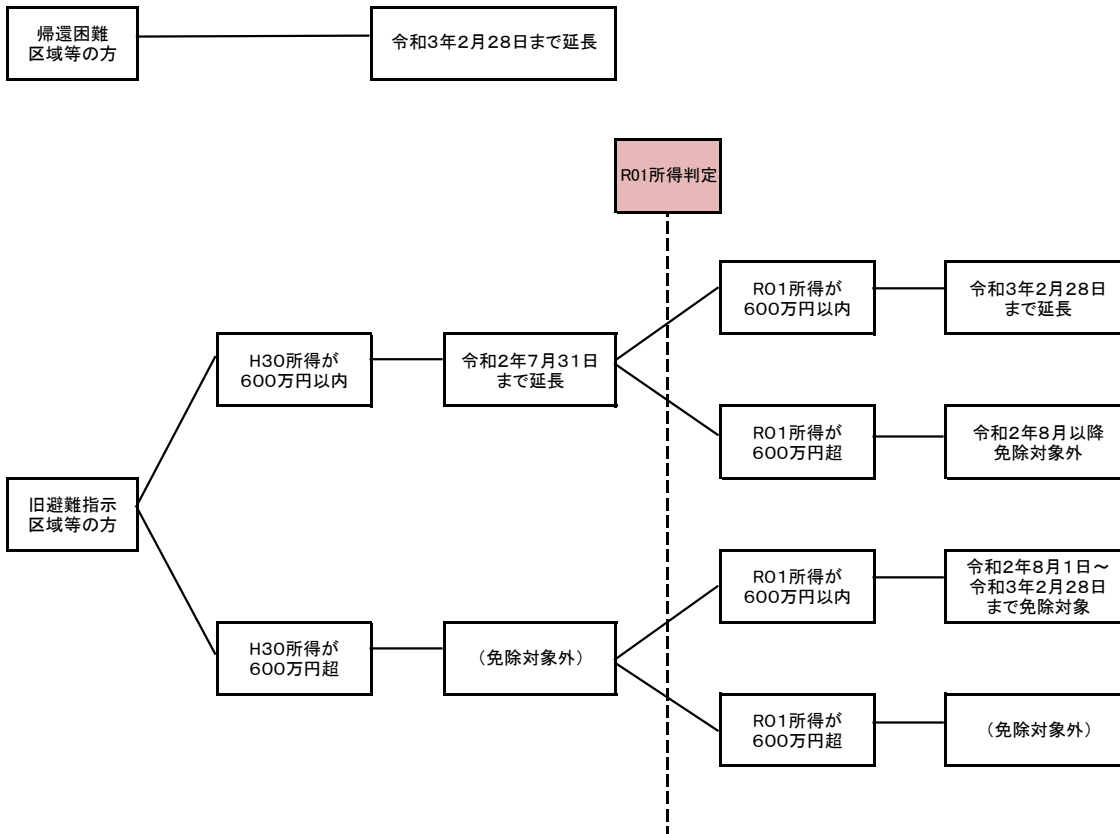 帰還困難
区域等の方
令和3年2月28日まで延長
R01所得判定
R01所得が
600万円以内
令和3年2月28日
まで延長
H30所得が
600万円以内
令和2年7月31日
まで延長
R01所得が
600万円超
令和2年8月以降
免除対象外
旧避難指示
区域等の方
R01所得が
600万円以内
令和2年8月1日～
令和3年2月28日
まで免除対象
H30所得が
600万円超
（免除対象外）
R01所得が
600万円超
（免除対象外）